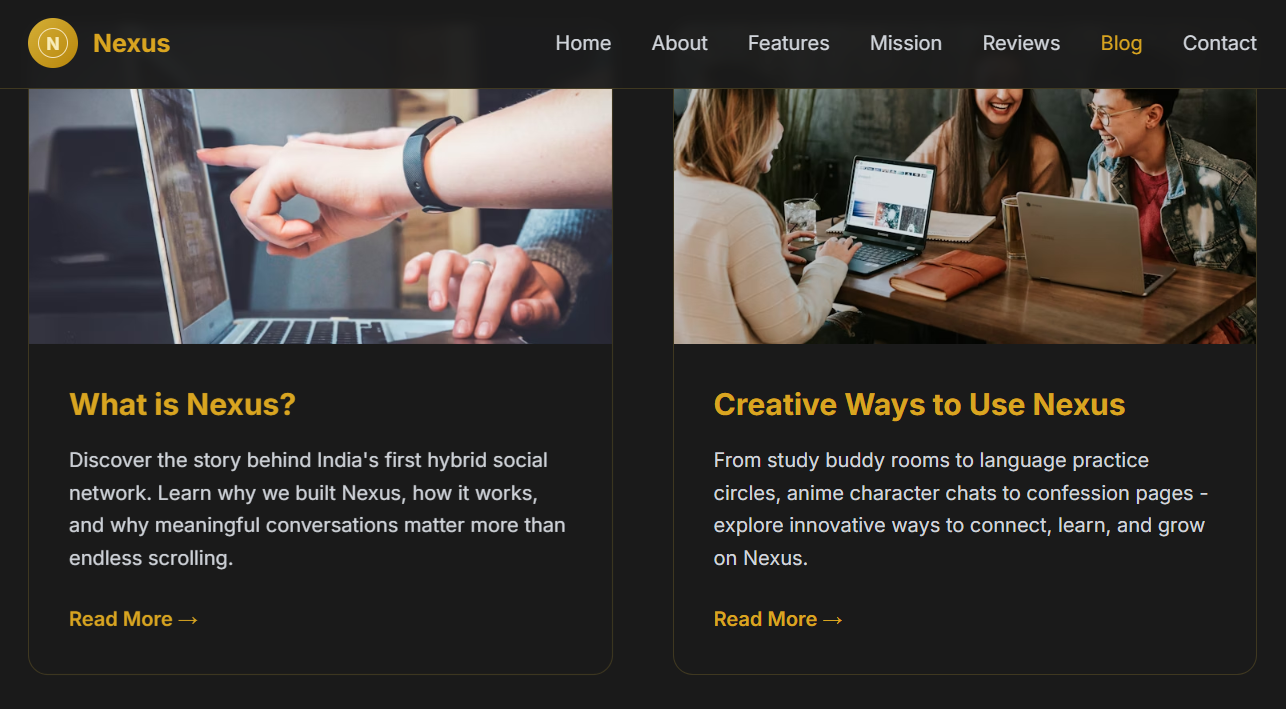 N
Nexus
Home
About
Features
Mission
Reviews
Blog
Contact
What is Nexus?
Discover the story behind India's first hybrid social
network. Learn why we built Nexus, how it works,
and why meaningful conversations matter more than
endless scrolling.
Read More →
Creative Ways to Use Nexus
From study buddy rooms to language practice
circles, anime character chats to confession pages -
explore innovative ways to connect, learn, and grow
on Nexus.
Read More →